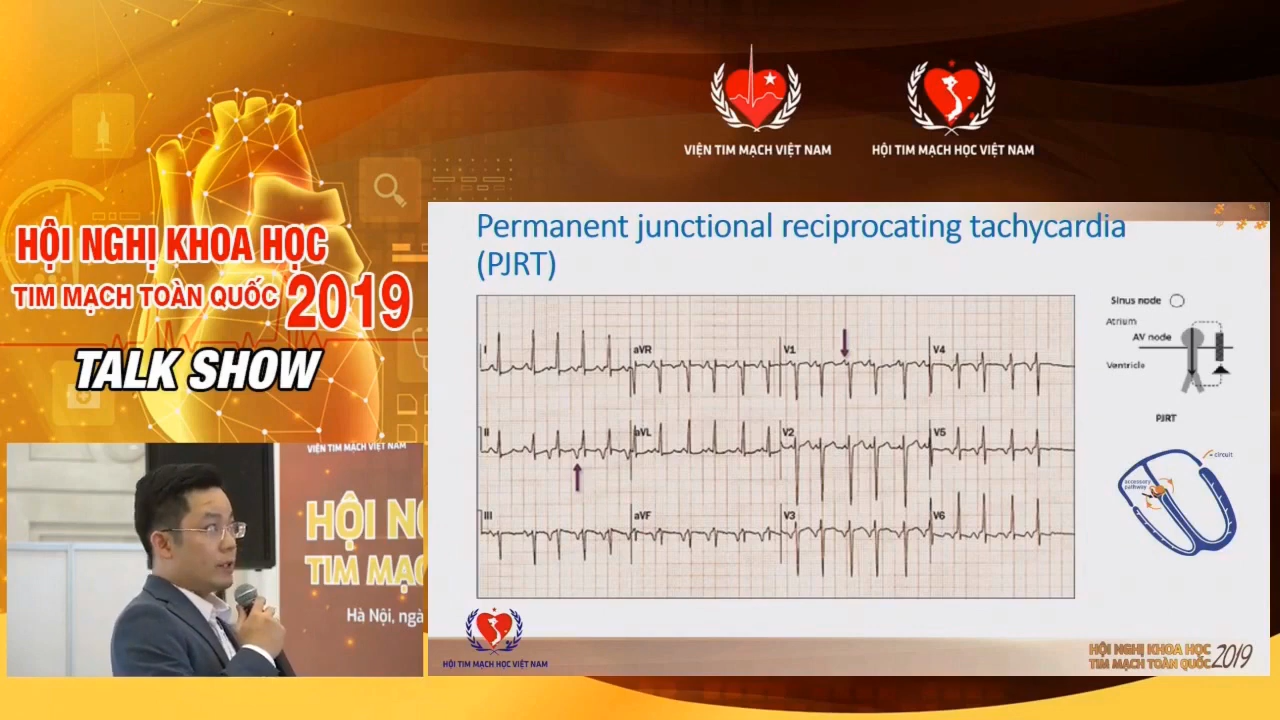 VIỆN TIM MẠCH VIỆT NAM
HỘI TIM MẠCH HỌC VIỆT NAM
HỘI NGHỊ KHOA HỌC
TIM MẠCH TOÀN QUỐC 2019
TALK SHOW
Permanent junctional reciprocating tachycardia
(PJRT)
I
aVR
V1
V4
II
aVL
V2
V5
III
aVF
V3
V6
Sinus node
Atrium
AV node
Ventricle
PJRT
circuit
accessory
pathway
VIỆN TIM MẠCH VIỆT NAM
HỘI N
TIM MẠC
Hà Nội, ngà
HỘI TIM MẠCH HỌC VIỆT NAM
HỘI NGHỊ KHOA HỌC
TIM MẠCH TOÀN QUỐC 2019